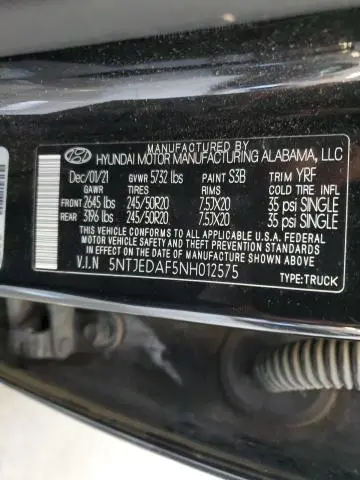 MANUFACTURED BY
HYUNDAI MOTOR MANUFACTURING ALABAMA, LLC
Dec/01/21 GVWR 5732 lbs PAINT S3B TRIM YRF
GAWR TIRES RIMS COLD TIRE INFL
FRONT 2645 lbs 245/50R20 7.5JX20 35 psi SINGLE
REAR 3196 lbs 245/50R20 7.5JX20 35 psi SINGLE
THIS VEHICLE CONFORMS TO ALL APPLICABLE U.S.A. FEDERAL
MOTOR VEHICLE SAFETY STANDARDS IN
EFFECT ON THE DATE OF MANUFACTURE SHOWN ABOVE.
V.I.N 5NTJEDAF5NH012575
TYPE:TRUCK